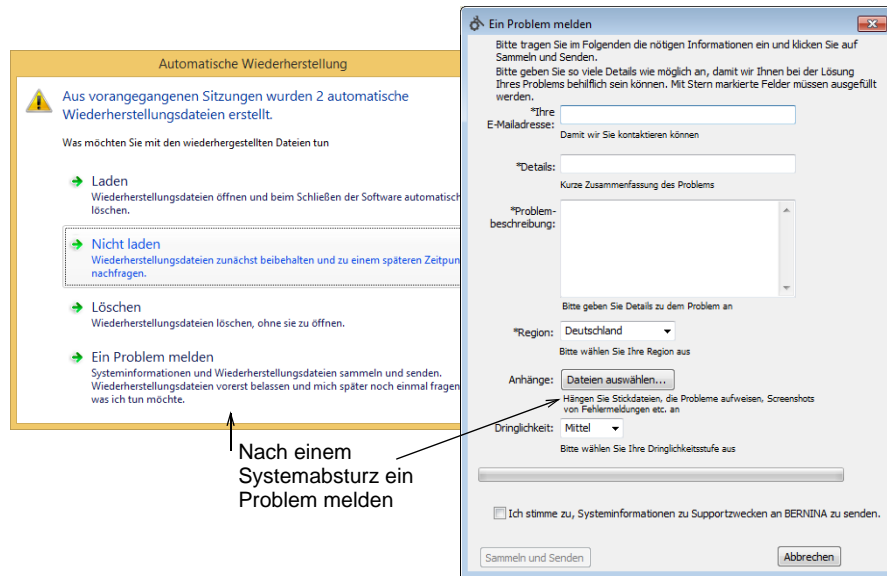 Automatische Wiederherstellung
Aus vorangegangenen Sitzungen wurden 2 automatische
Wiederherstellungsdateien erstellt.
Was möchten Sie mit den wiederhergestellten Dateien tun
Laden
Wiederherstellungsdateien öffnen und beim Schließen der Software automatisch
löschen.
Nicht laden
Wiederherstellungsdateien zunächst beibehalten und zu einem späteren Zeitpun
nachfragen.
Löschen
Wiederherstellungsdateien löschen, ohne sie zu öffnen.
Ein Problem melden
Systeminformationen und Wiederherstellungsdateien sammeln und senden.
Wiederherstellungsdateien vorerst belassen und mich später noch einmal fragen
was ich tun möchte.
Nach einem
Systemabsturz ein
Problem melden
Ein Problem melden
Bitte tragen Sie im Folgenden die nötigen Informationen ein und klicken Sie auf
Sammeln und Senden.
Bitte geben Sie so viele Details wie möglich an, damit wir Ihnen bei der Lösung
Ihres Problems behilflich sein können. Mit Stern markierte Felder müssen ausgefüllt
werden.
*Ihre
E-Mailadresse:
Damit wir Sie kontaktieren können
*Details:
Kurze Zusammenfassung des Problems
*Problem-
beschreibung:
Bitte geben Sie Details zu dem Problem an
*Region: Deutschland
Bitte wählen Sie Ihre Region aus
Anhänge: Dateien auswählen...
Hängen Sie Stickdateien, die Probleme aufweisen, Screenshots
von Fehlermeldungen etc. an
Dringlichkeit: Mittel
Bitte wählen Sie Ihre Dringlichkeitsstufe aus
Ich stimme zu, Systeminformationen zu Supportzwecken an BERNINA zu senden.
Sammeln und Senden Abbrechen